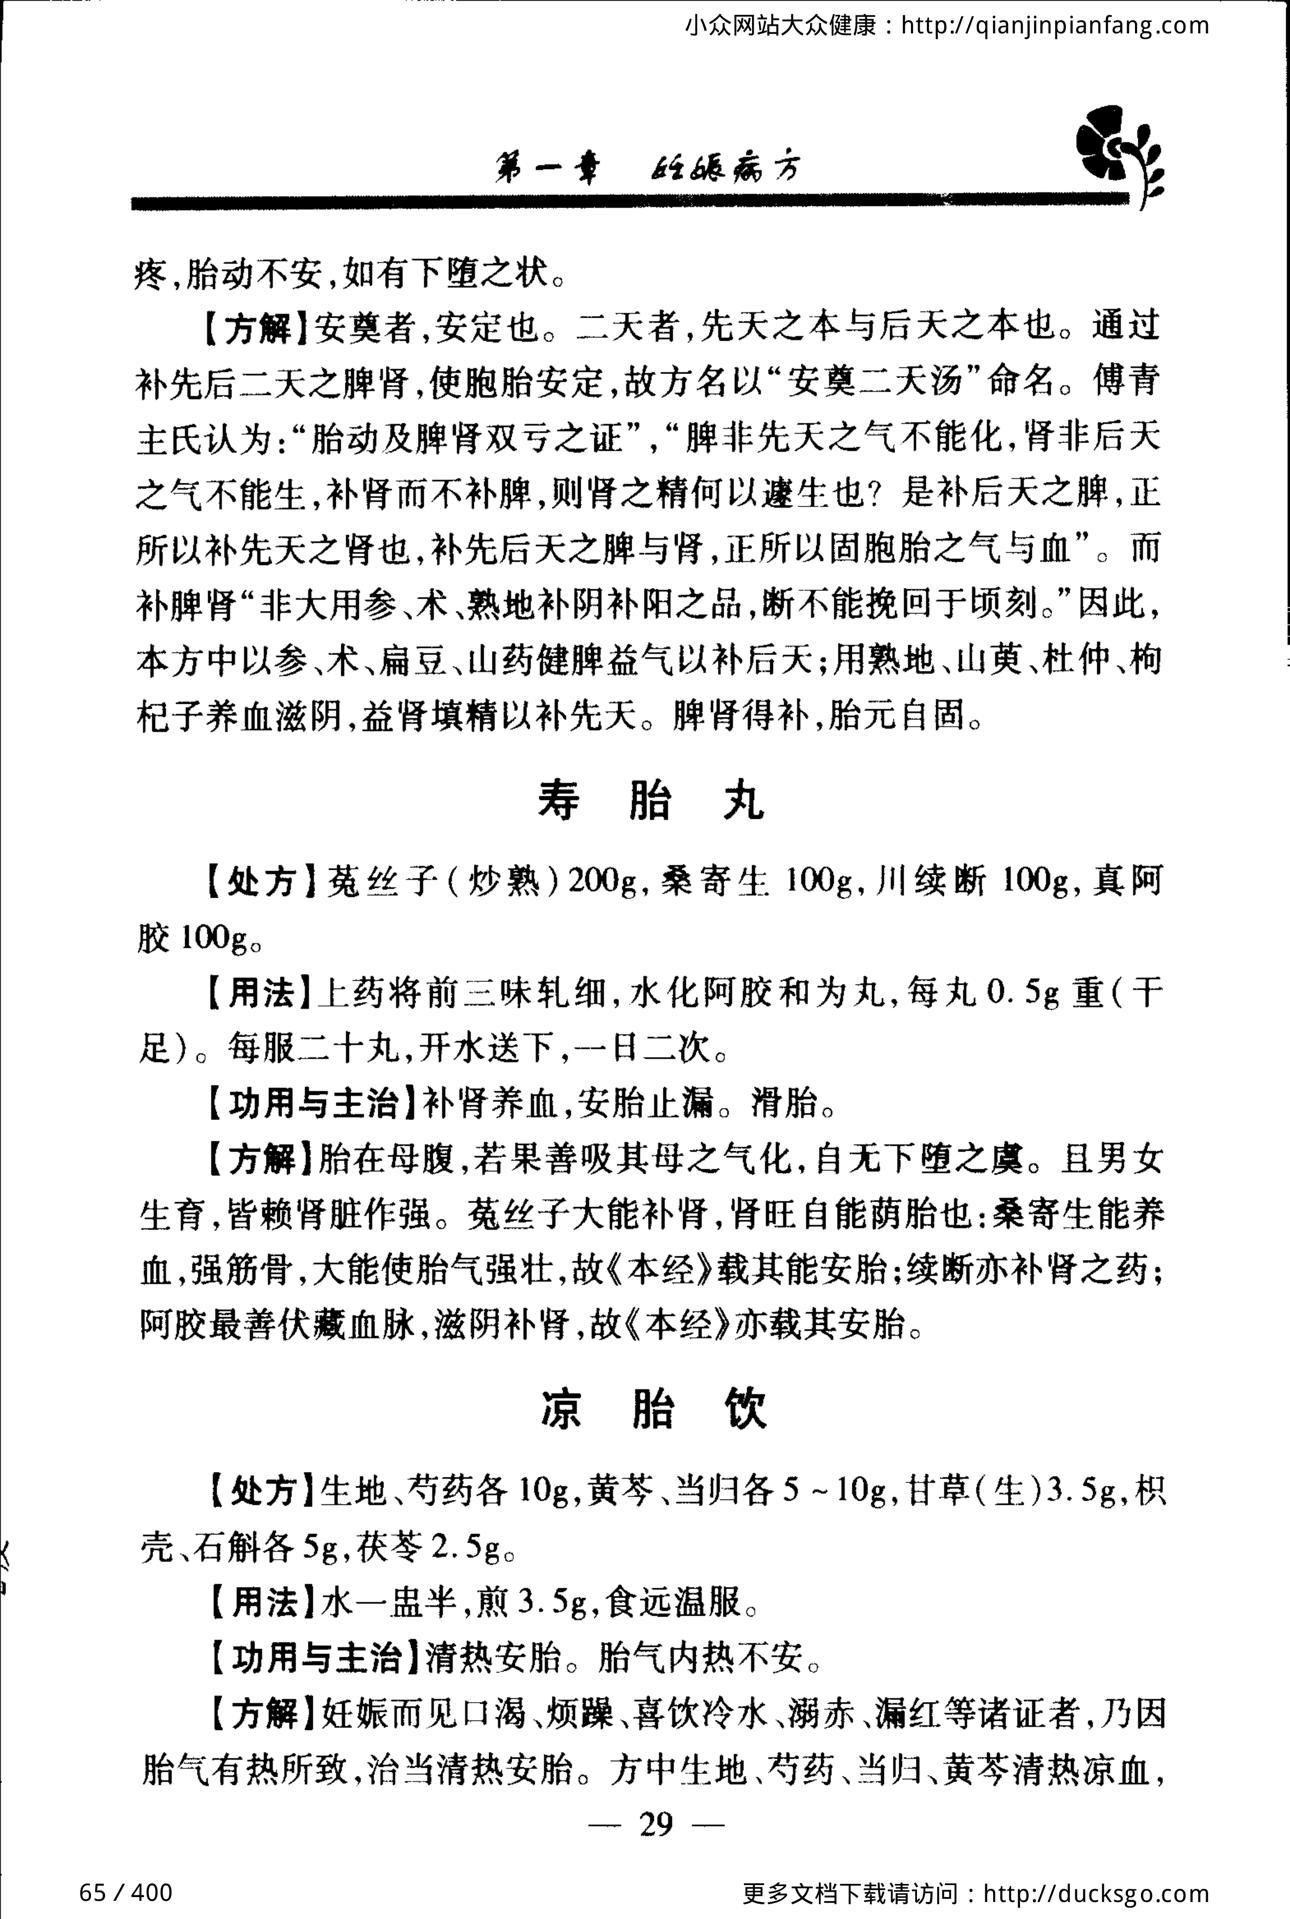 小众网站大众健康：http://qianjinpianfang.com
第一章 妊娠病方
疼,胎动不安,如有下堕之状。
【方解】安奠者,安定也。二天者,先天之本与后天之本也。通过
补先后二天之脾肾,使胞胎安定,故方名以“安奠二天汤”命名。傅青
主氏认为:“胎动及脾肾双亏之证”,“脾非先天之气不能化,肾非后天
之气不能生,补肾而不补脾,则肾之精何以遽生也? 是补后天之脾,正
所以补先天之肾也,补先后天之脾与肾,正所以固胞胎之气与血”。而
补脾肾“非大用参、术、熟地补阴补阳之品,断不能挽回于顷刻。”因此,
本方中以参、术、扁豆、山药健脾益气以补后天;用熟地、山萸、杜仲、枸
杞子养血滋阴,益肾填精以补先天。脾肾得补,胎元自固。
寿胎丸
【处方】菟丝子(炒熟)200g,桑寄生 100g,川续断 100g,真阿
胶 100g。
【用法】上药将前三味轧细,水化阿胶和为丸,每丸 0.5g 重(干
足)。每服二十丸,开水送下,一日二次。
【功用与主治】补肾养血,安胎止漏。滑胎。
【方解】胎在母腹,若果善吸其母之气化,自无下堕之虞。且男女
生育,皆赖肾脏作强。菟丝子大能补肾,肾旺自能荫胎也:桑寄生能养
血,强筋骨,大能使胎气强壮,故《本经》载其能安胎;续断亦补肾之药;
阿胶最善伏藏血脉,滋阴补肾,故《本经》亦载其安胎。
凉胎饮
【处方】生地、芍药各 10g,黄芩、当归各 5 ~ 10g,甘草(生)3.5g,枳
壳、石斛各 5g,茯苓 2.5g。
【用法】水一盅半,煎 3.5g,食远温服。
【功用与主治】清热安胎。胎气内热不安。
【方解】妊娠而见口渴、烦躁、喜饮冷水、溺赤、漏红等诸证者,乃因
胎气有热所致,治当清热安胎。方中生地、芍药、当归、黄芩清热凉血,
— 29 —
65 / 400
更多文档下载请访问：http://ducksgo.com